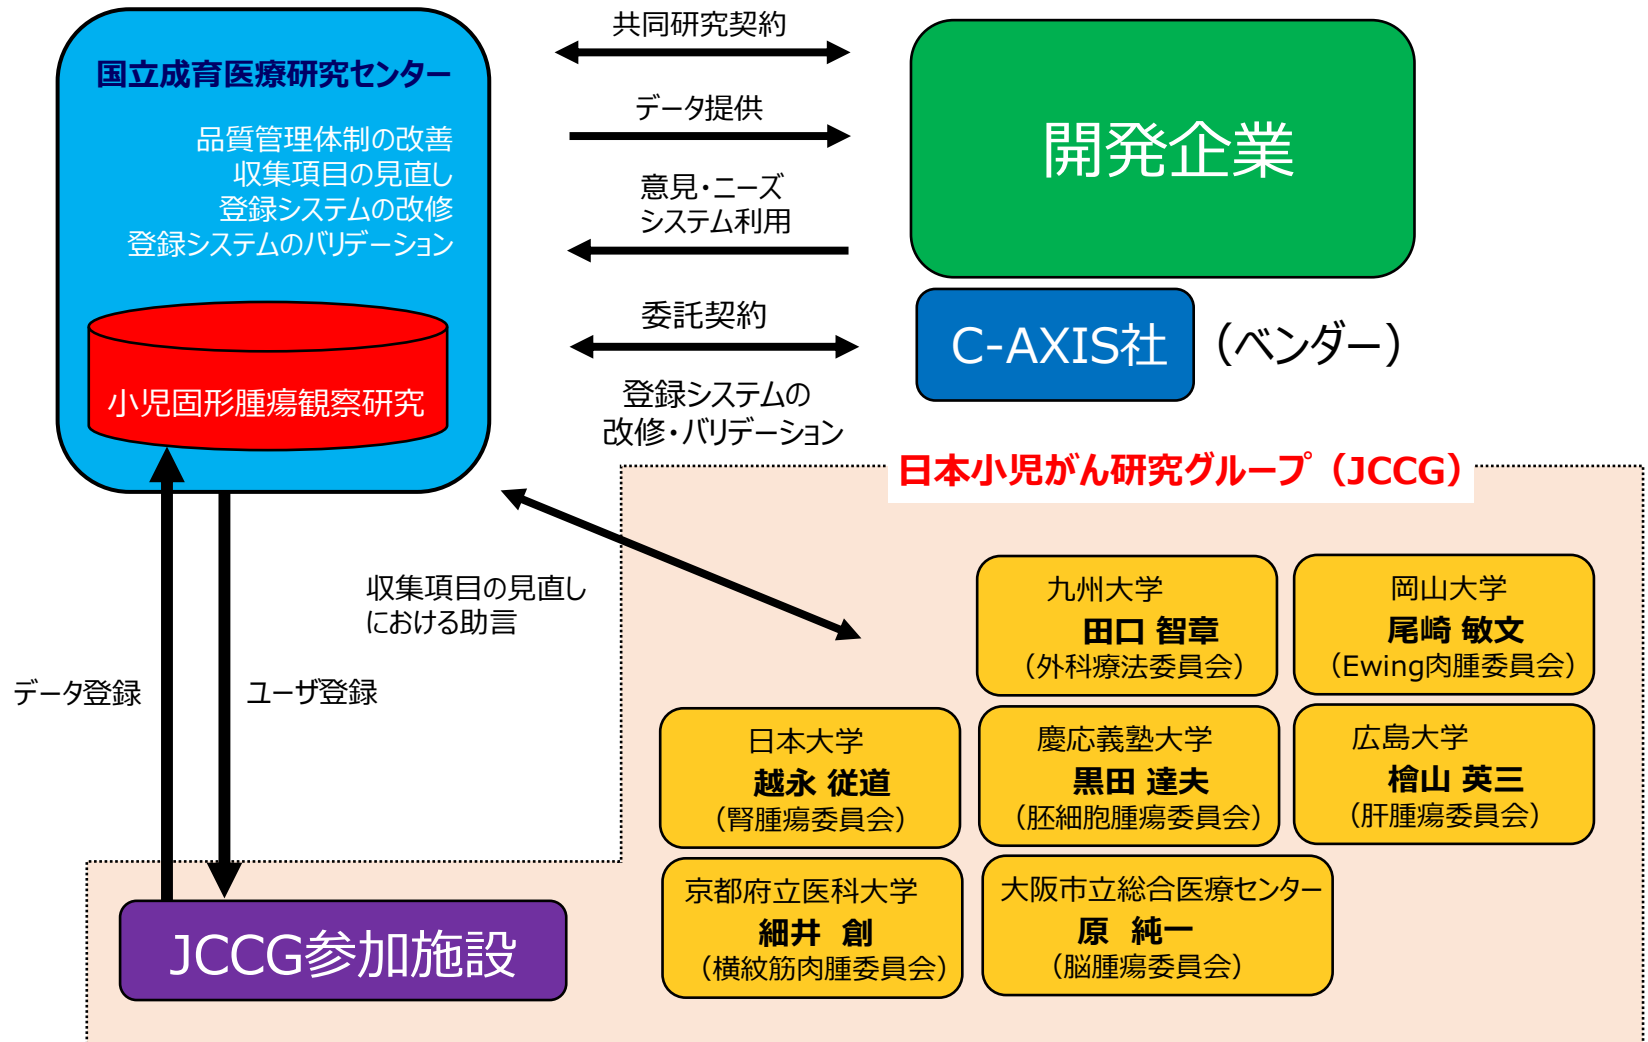 国立成育医療研究センター
品質管理体制の改善
収集項目の見直し
登録システムの改修
登録システムのバリデーション
小児固形腫瘍観察研究
共同研究契約
データ提供
意見・ニーズ
システム利用
委託契約
登録システムの
改修・バリデーション
開発企業
C-AXIS社
（ベンダー）
日本小児がん研究グループ（JCCG）
収集項目の見直し
における助言
データ登録
ユーザ登録
九州大学
田口 智章
（外科療法委員会）
岡山大学
尾崎 敏文
（Ewing肉腫委員会）
日本大学
越永 従道
（腎腫瘍委員会）
慶応義塾大学
黒田 達夫
（胚細胞腫瘍委員会）
広島大学
檜山 英三
（肝腫瘍委員会）
京都府立医科大学
細井 創
（横紋筋肉腫委員会）
大阪市立総合医療センター
原 純一
（脳腫瘍委員会）
JCCG参加施設